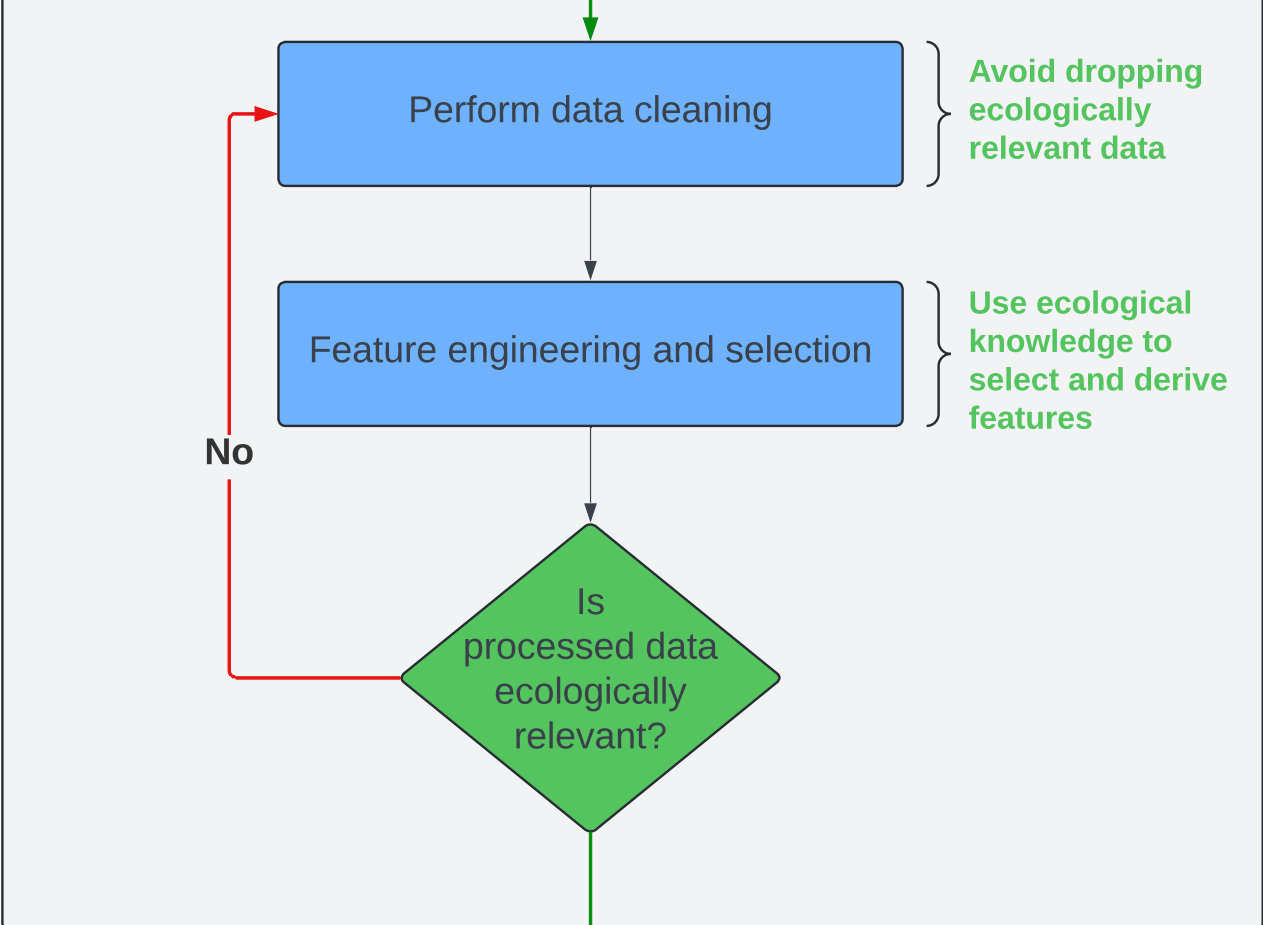 Perform data cleaning
Avoid dropping
ecologically
relevant data
Feature engineering and selection
Use ecological
knowledge to
select and derive
features
No
Is
processed data
ecologically
relevant?